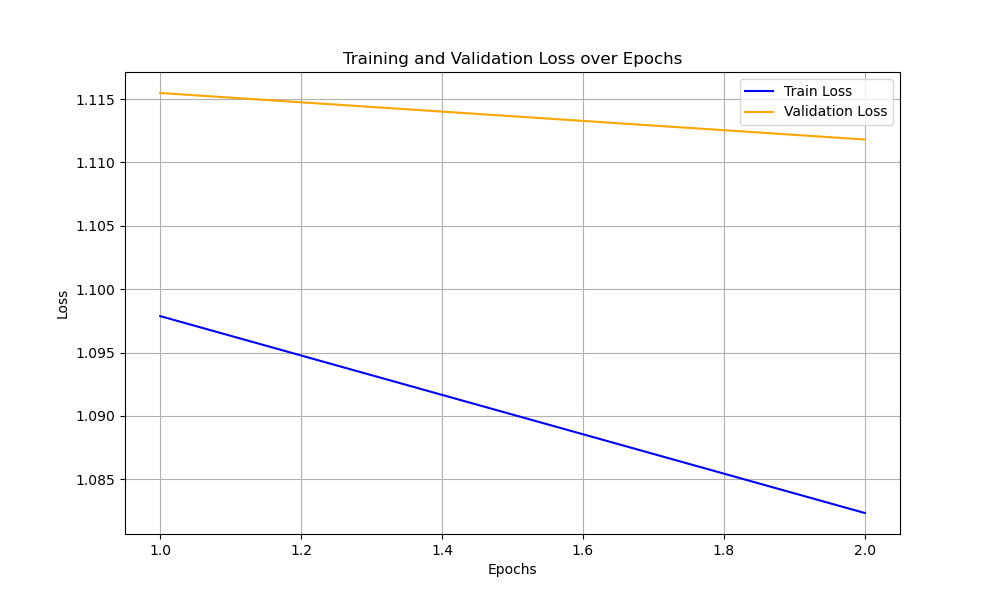 Training and Validation Loss over Epochs
Train Loss
Validation Loss
1.115
1.110
1.105
1.100
1.095
1.090
1.085
Loss
1.0 1.2 1.4 1.6 1.8 2.0
Epochs